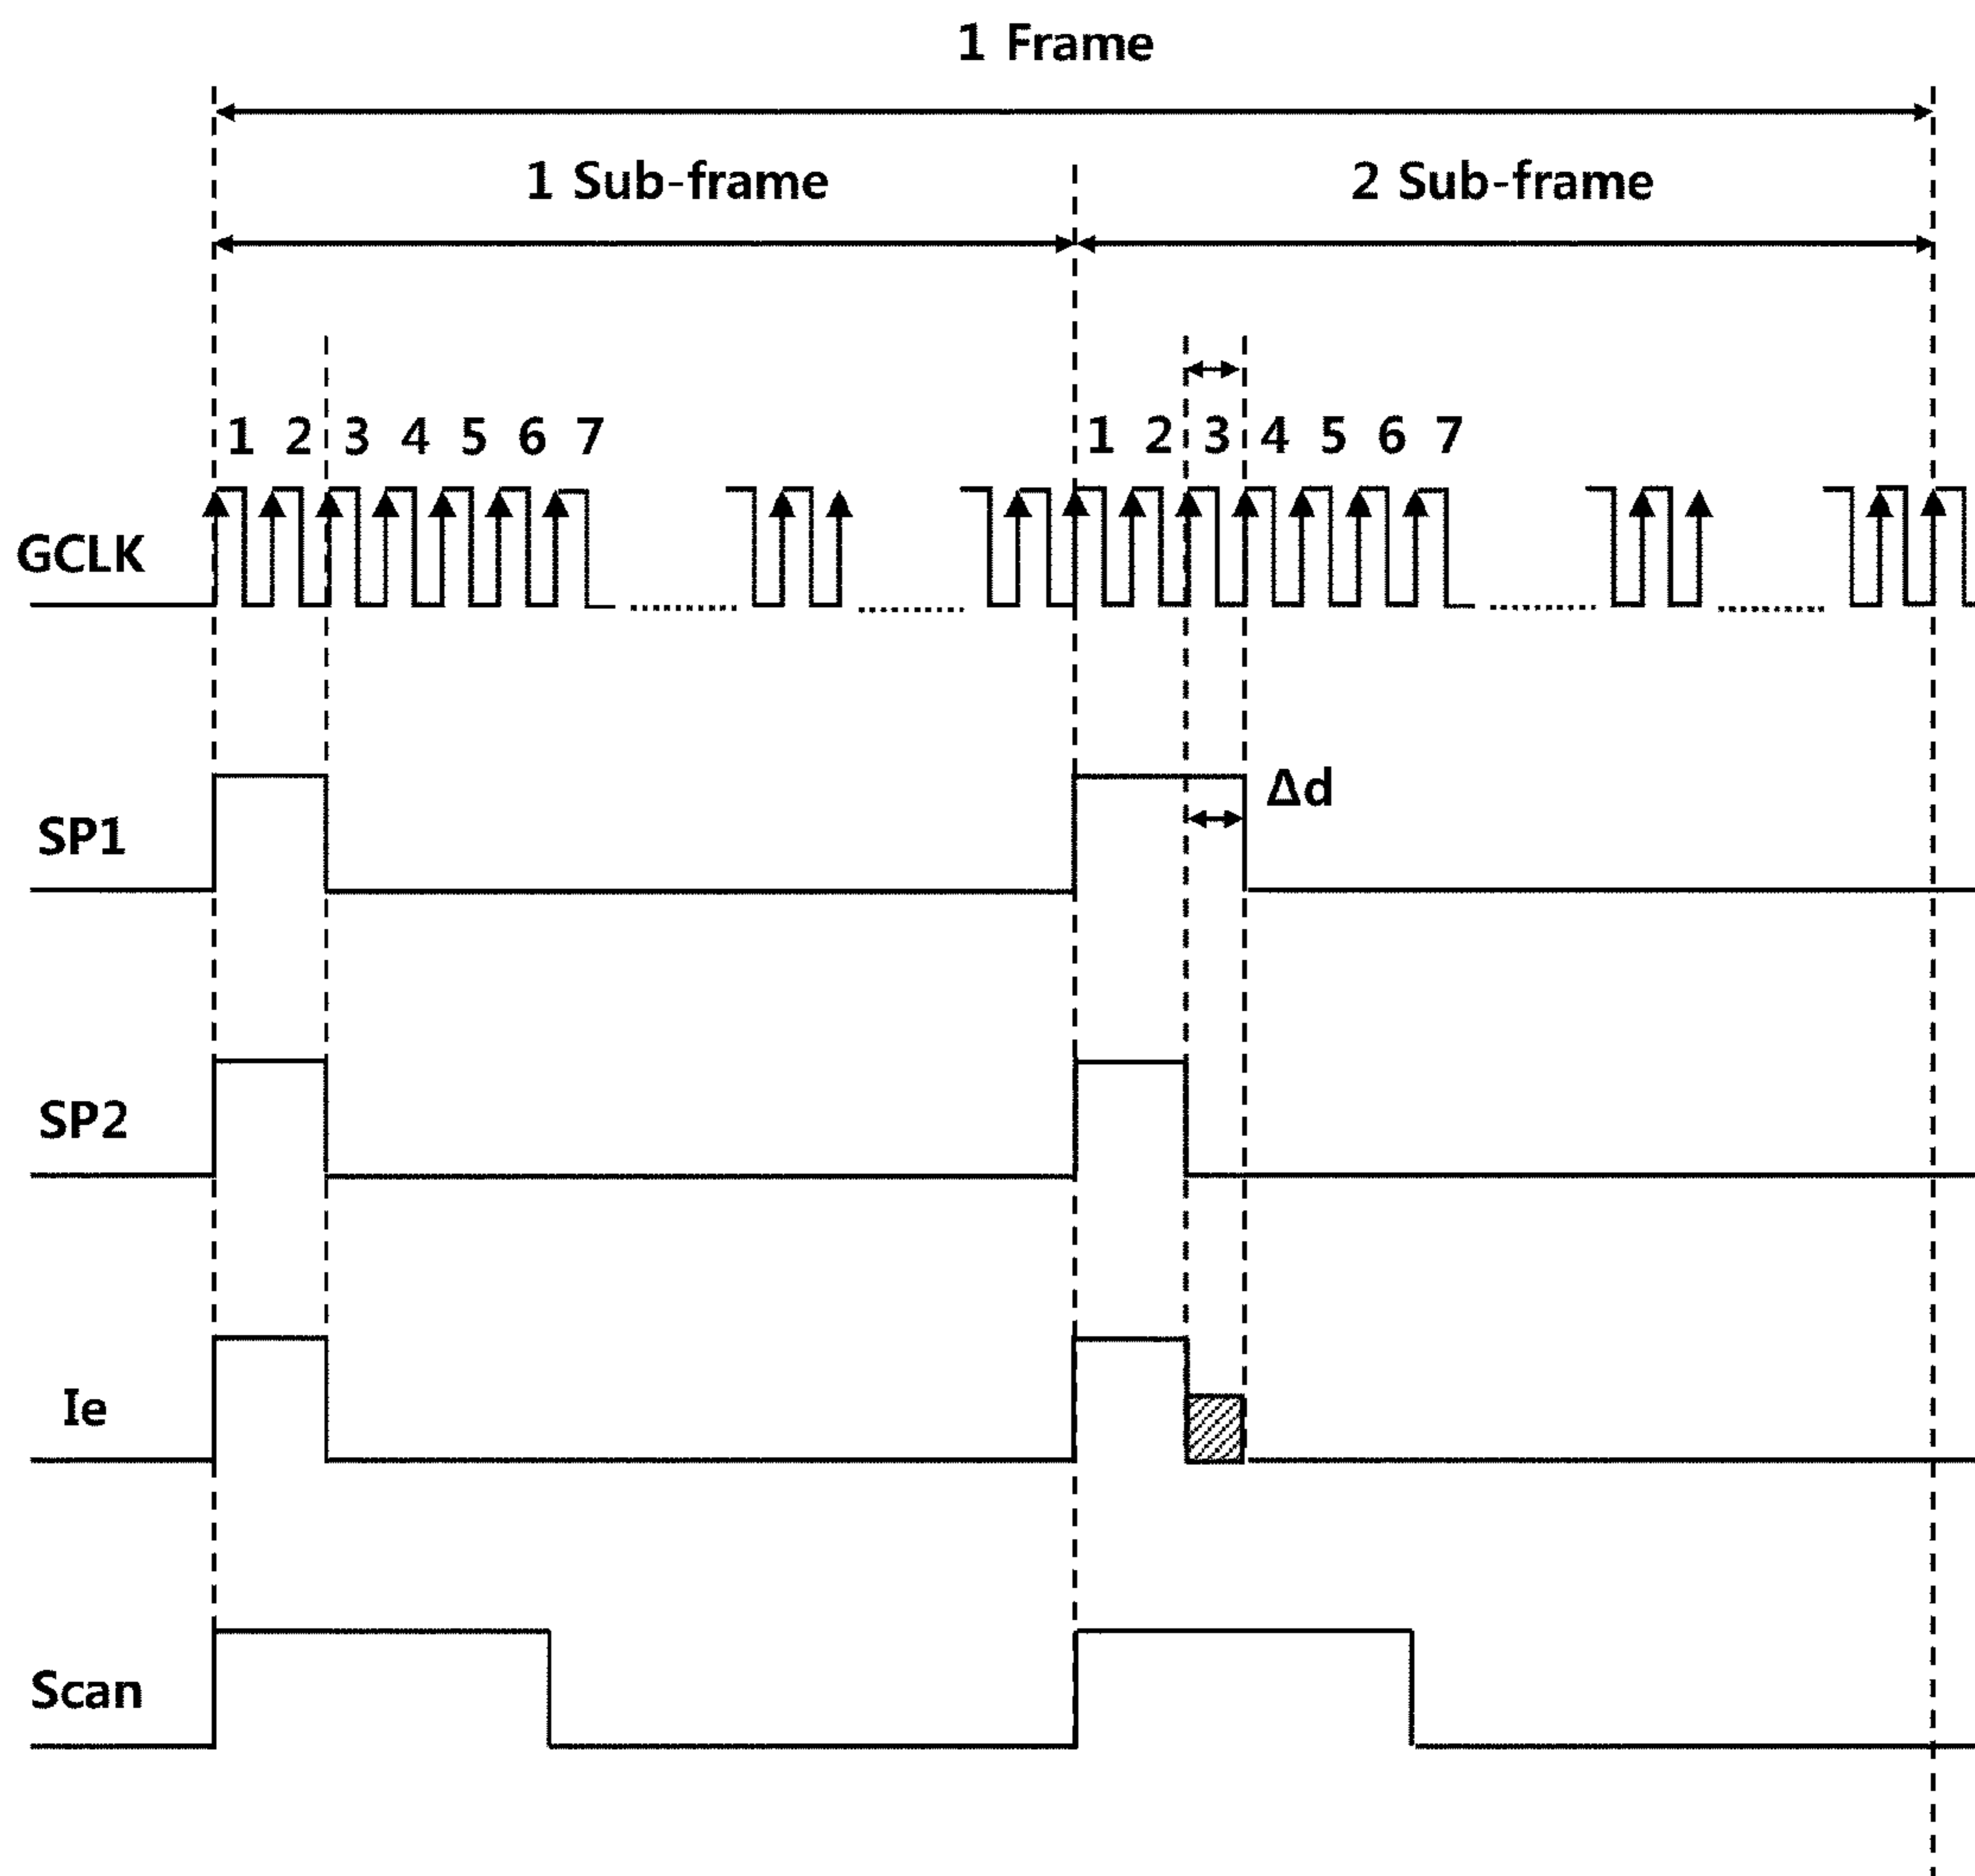 1 Frame
1 Sub-frame 2 Sub-frame
1 2 3 4 5 6 7 1 2 3 4 5 6 7
GCLK
Δd
SP1
SP2
Ie
Scan